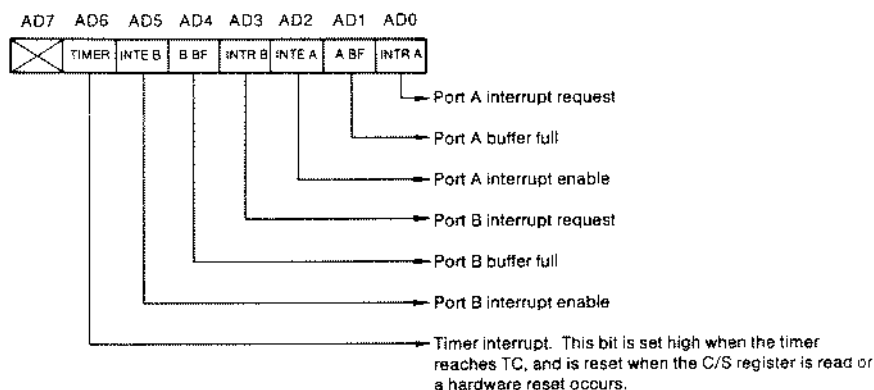 AD7 AD6 AD5 AD4 AD3 AD2 AD1 AD0
TIMER INTE B B BF INTR B INTE A A BF INTR A
Port A interrupt request
Port A buffer full
Port A interrupt enable
Port B interrupt request
Port B buffer full
Port B interrupt enable
Timer interrupt. This bit is set high when the timer
reaches TC, and is reset when the C/S register is read or
a hardware reset occurs.